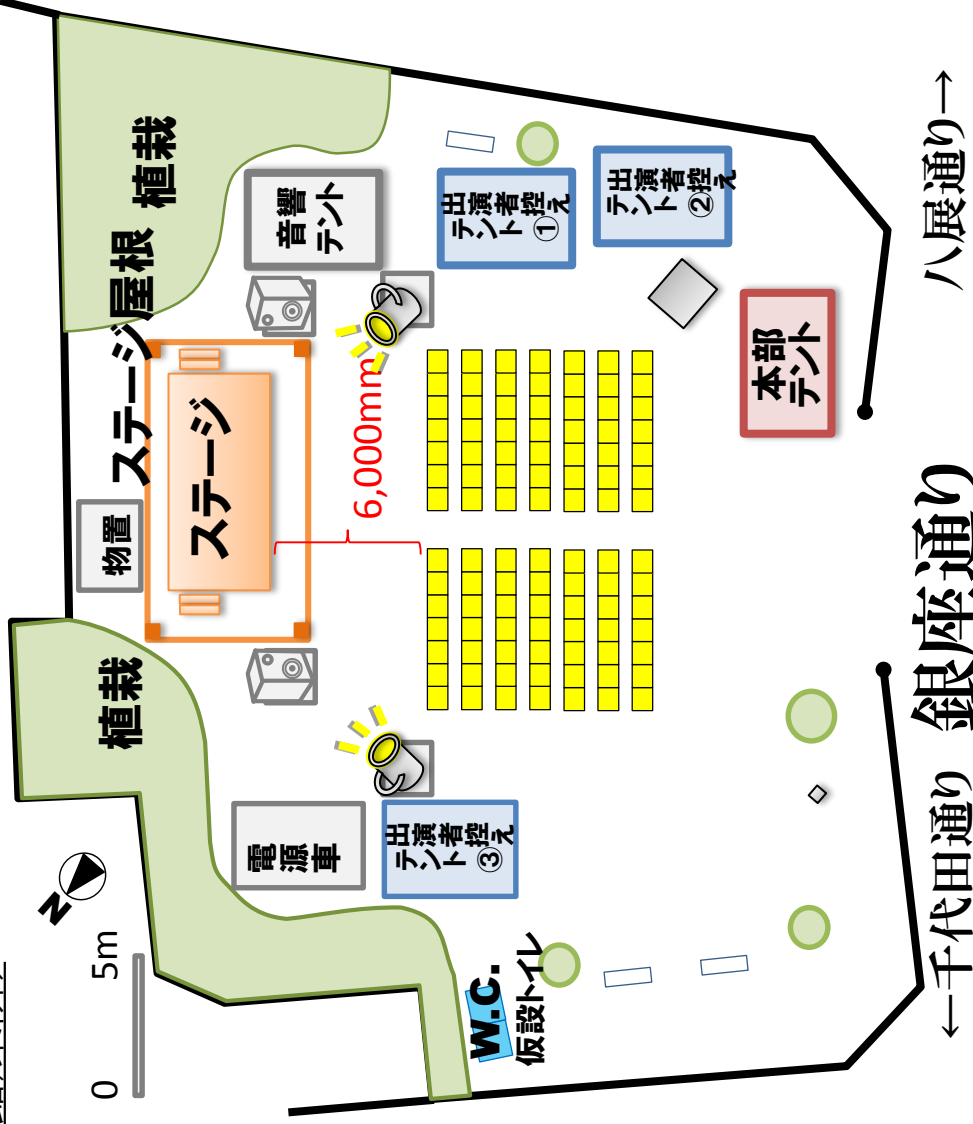 植栽
ステージ屋根
音響
テント
出演者控え
テント ①
出演者控え
テント ②
八展通り→
物置
ステージ
6,000mm
本部
テント
植栽
銀座通り
電源
車
出演者控え
テント ③
N
0
5m
W.C.
仮設トイレ
←千代田通り